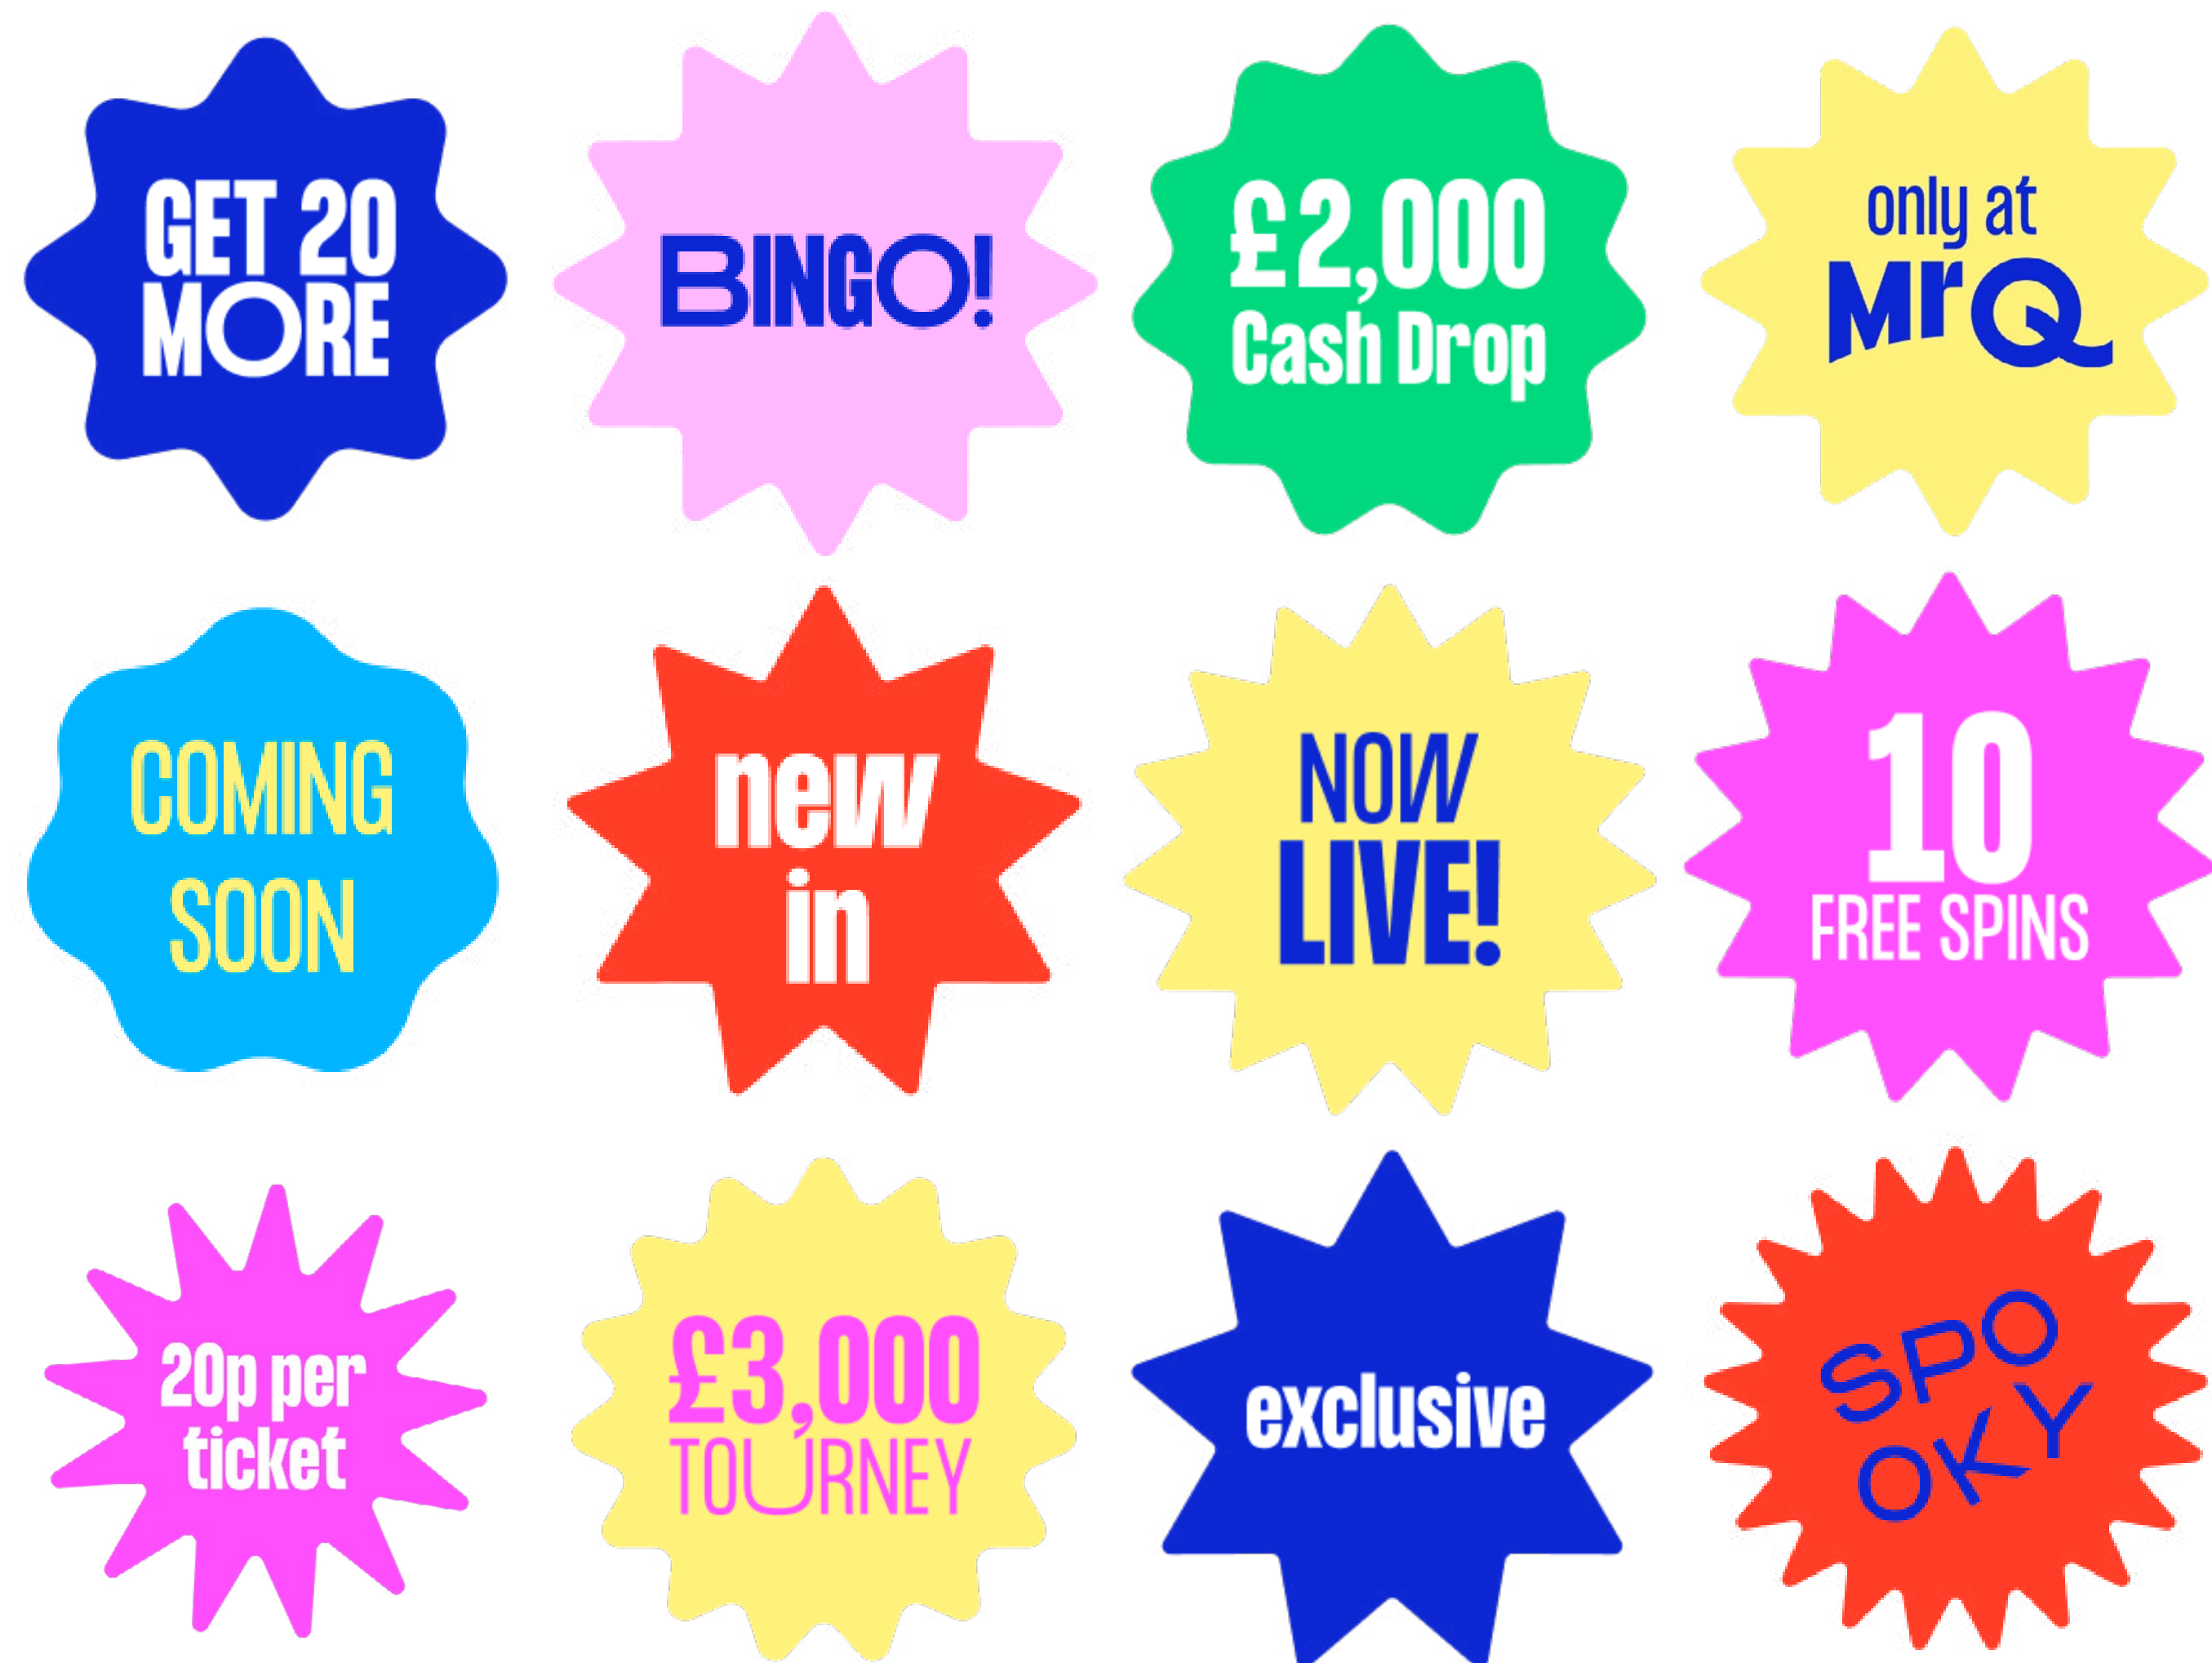 GET 20
MORE
BINGO!
£2,000
Cash Drop
only at
MrQ
COMING
SOON
new
in
NOW
LIVE!
10
FREE SPINS
20p per
ticket
£3,000
TOURNEY
exclusive
SPO
OKY